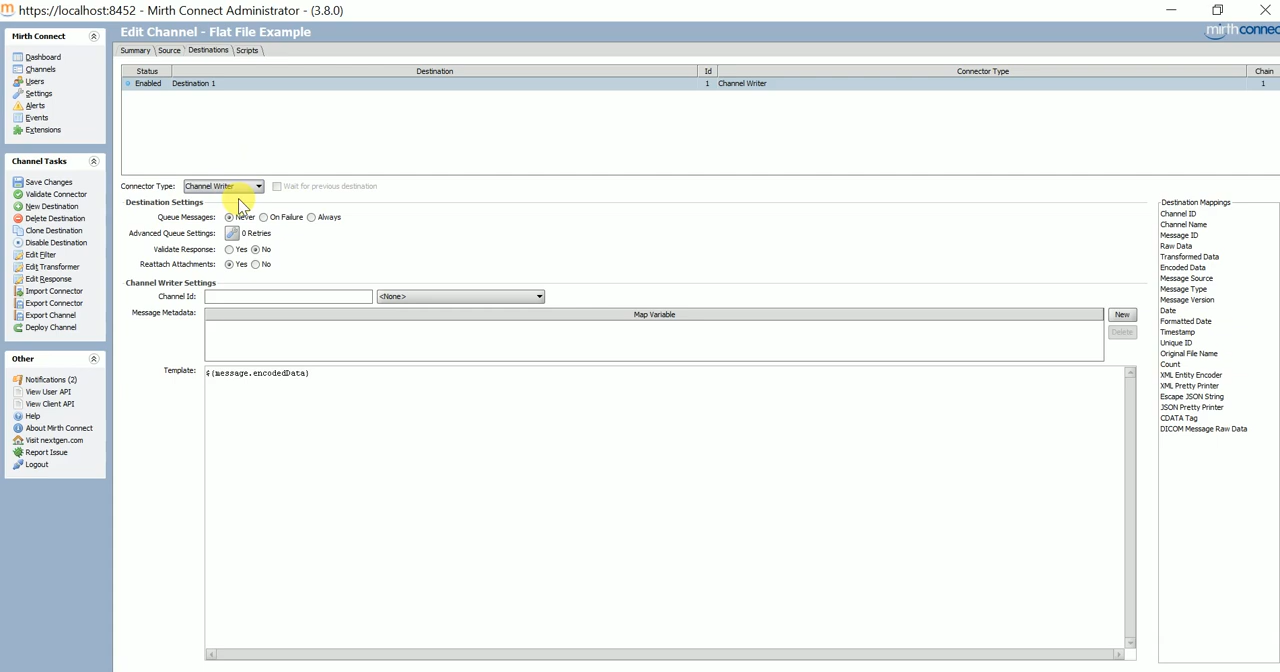 https://localhost:8452 - Mirth Connect Administrator - (3.8.0)
Mirth Connect
Dashboard
Channels
Users
Settings
Alerts
Events
Extensions
Channel Tasks
Save Changes
Validate Connector
New Destination
Delete Destination
Clone Destination
Disable Destination
Edit Filter
Edit Transformer
Edit Response
Import Connector
Export Connector
Export Channel
Deploy Channel
Other
Notifications (2)
View User API
View Client API
Help
About Mirth Connect
Visit nextgen.com
Report Issue
Logout
Edit Channel - Flat File Example
mirth connec
Summary Source Destinations Scripts
Status Destination Id Connector Type Chain
Enabled Destination 1 1 Channel Writer 1
Connector Type: Channel Writer Wait for previous destination
Destination Settings
Queue Messages: Never On Failure Always
Advanced Queue Settings: 0 Retries
Validate Response: Yes No
Reattach Attachments: Yes No
Channel Writer Settings
Channel Id: <None>
Message Metadata: Map Variable New
Delete
Template: ${message.encodedData}
Destination Mappings
Channel ID
Channel Name
Message ID
Raw Data
Transformed Data
Encoded Data
Message Source
Message Type
Message Version
Date
Formatted Date
Timestamp
Unique ID
Original File Name
Count
XML Entity Encoder
XML Pretty Printer
Escape JSON String
JSON Pretty Printer
CDATA Tag
DICOM Message Raw Data